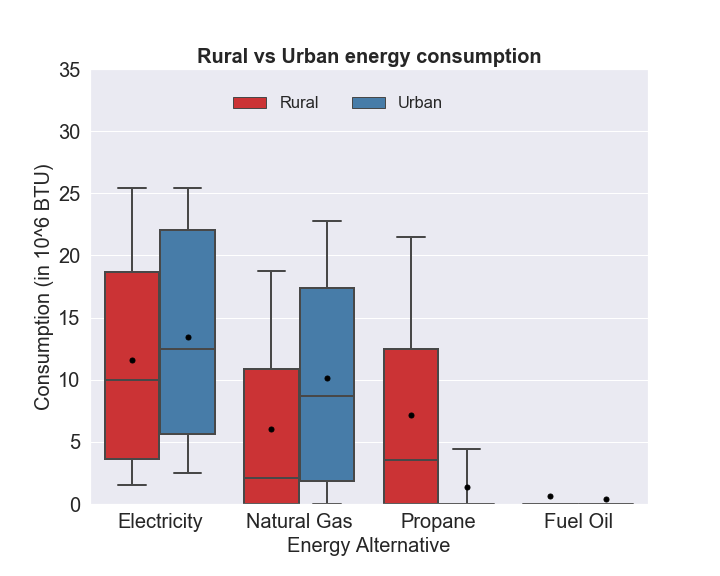 Rural vs Urban energy consumption
Rural Urban
Consumption (in 10^6 BTU)
35
30
25
20
15
10
5
0
Electricity Natural Gas Propane Fuel Oil
Energy Alternative